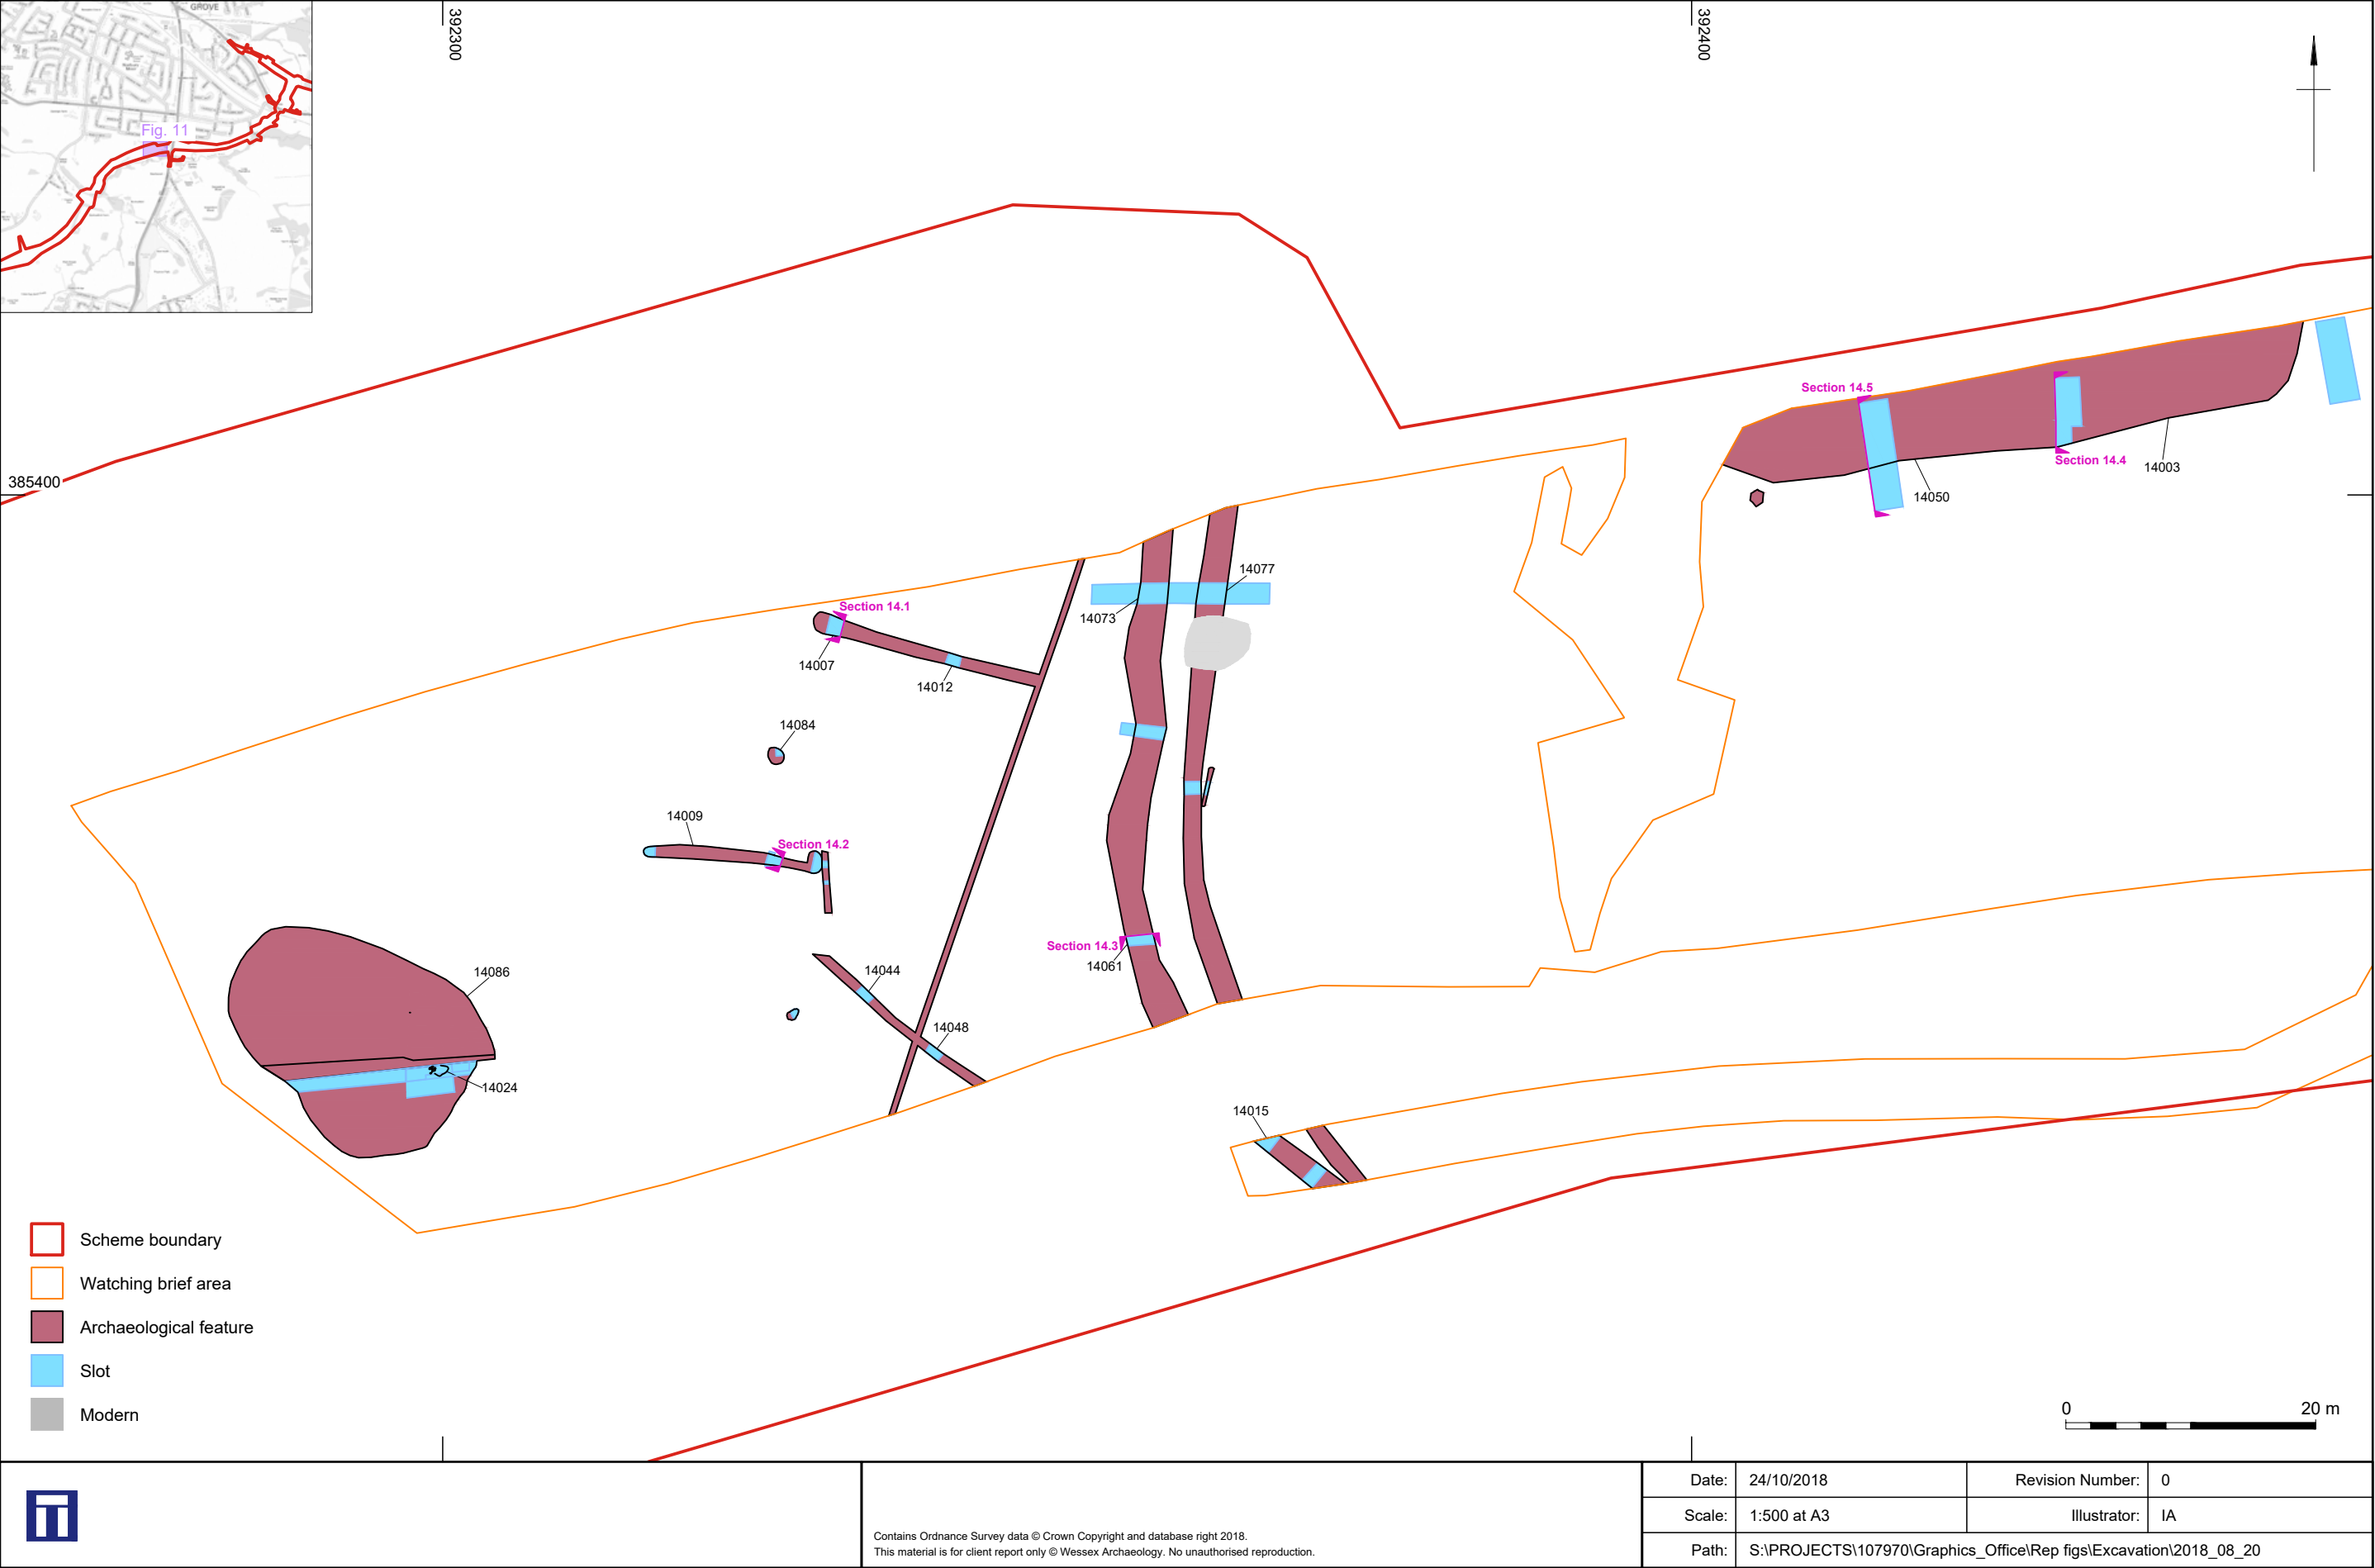 GROVE
Fig. 11
392300
392400
385400
Section 14.5
Section 14.4
14003
14050
14077
14073
Section 14.1
14007
14012
14084
14009
Section 14.2
14086
14044
Section 14.3
14061
14048
14024
14015
Scheme boundary
Watching brief area
Archaeological feature
Slot
Modern
0 20 m
Contains Ordnance Survey data © Crown Copyright and database right 2018.
This material is for client report only © Wessex Archaeology. No unauthorised reproduction.
Date: 24/10/2018 Revision Number: 0
Scale: 1:500 at A3 Illustrator: IA
Path: S:\PROJECTS\107970\Graphics_Office\Rep figs\Excavation\2018_08_20